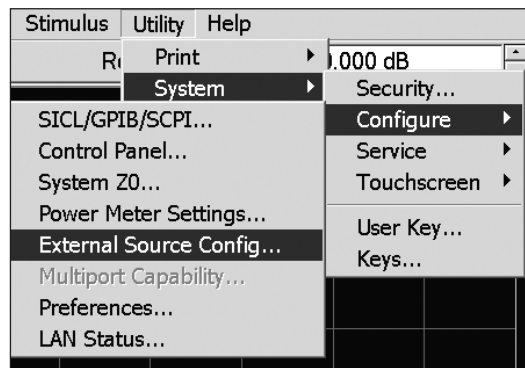 Stimulus Utility Help
Print
.000 dB
System
Security...
SICL/GPIB/SCPI...
Configure
Control Panel...
Service
System Z0...
Touchscreen
Power Meter Settings...
User Key...
External Source Config...
Keys...
Multiport Capability...
Preferences...
LAN Status...